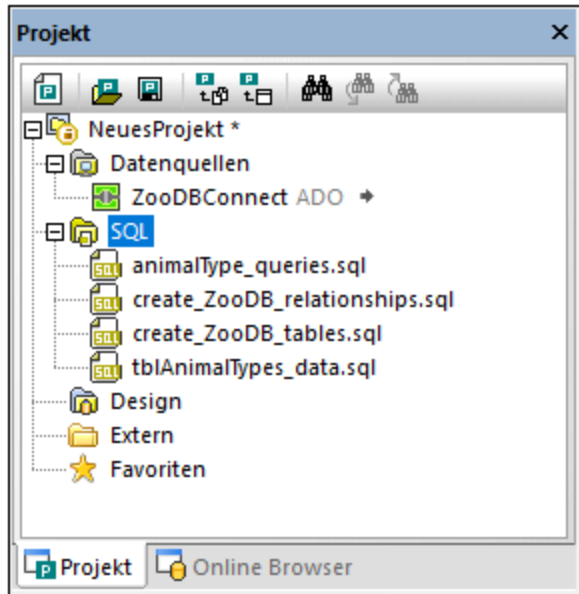 Projekt
NeuesProjekt *
Datenquellen
ZooDBConnect ADO
SQL
animalType_queries.sql
create_ZooDB_relationships.sql
create_ZooDB_tables.sql
tblAnimalTypes_data.sql
Design
Extern
Favoriten
Projekt Online Browser